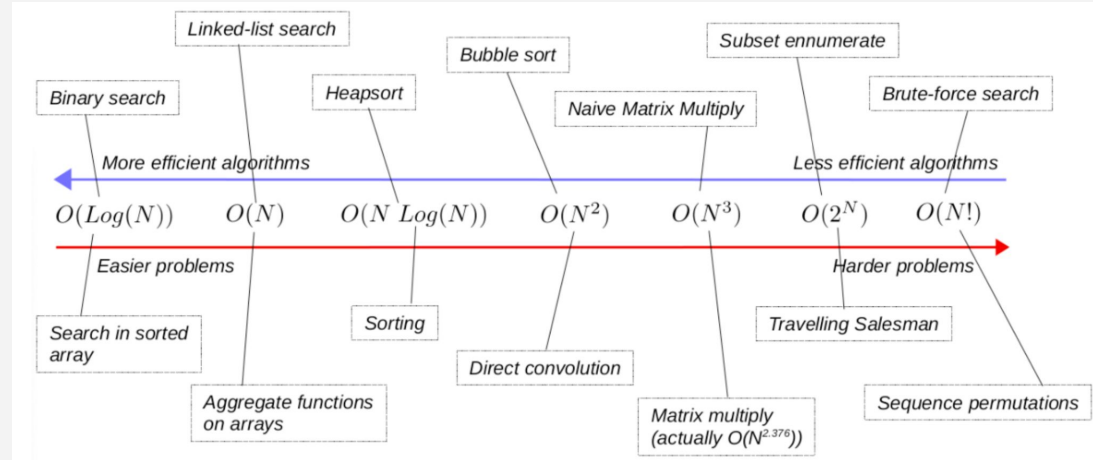 Linked-list search
Subset ennumerate
Bubble sort
Binary search
Heapsort
Brute-force search
Naive Matrix Multiply
More efficient algorithms
Less efficient algorithms
O(Log(N))
O(N)
O(N Log(N))
O(N²)
O(N³)
O(2ᴺ)
O(N!)
Easier problems
Harder problems
Search in sorted
array
Sorting
Travelling Salesman
Direct convolution
Aggregate functions
on arrays
Matrix multiply
(actually O(N²·³⁷⁶))
Sequence permutations